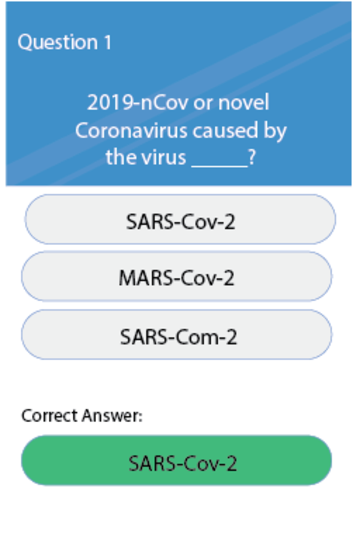 Question 1
2019-nCov or novel
Coronavirus caused by
the virus _____?
SARS-Cov-2
MARS-Cov-2
SARS-Com-2
Correct Answer:
SARS-Cov-2